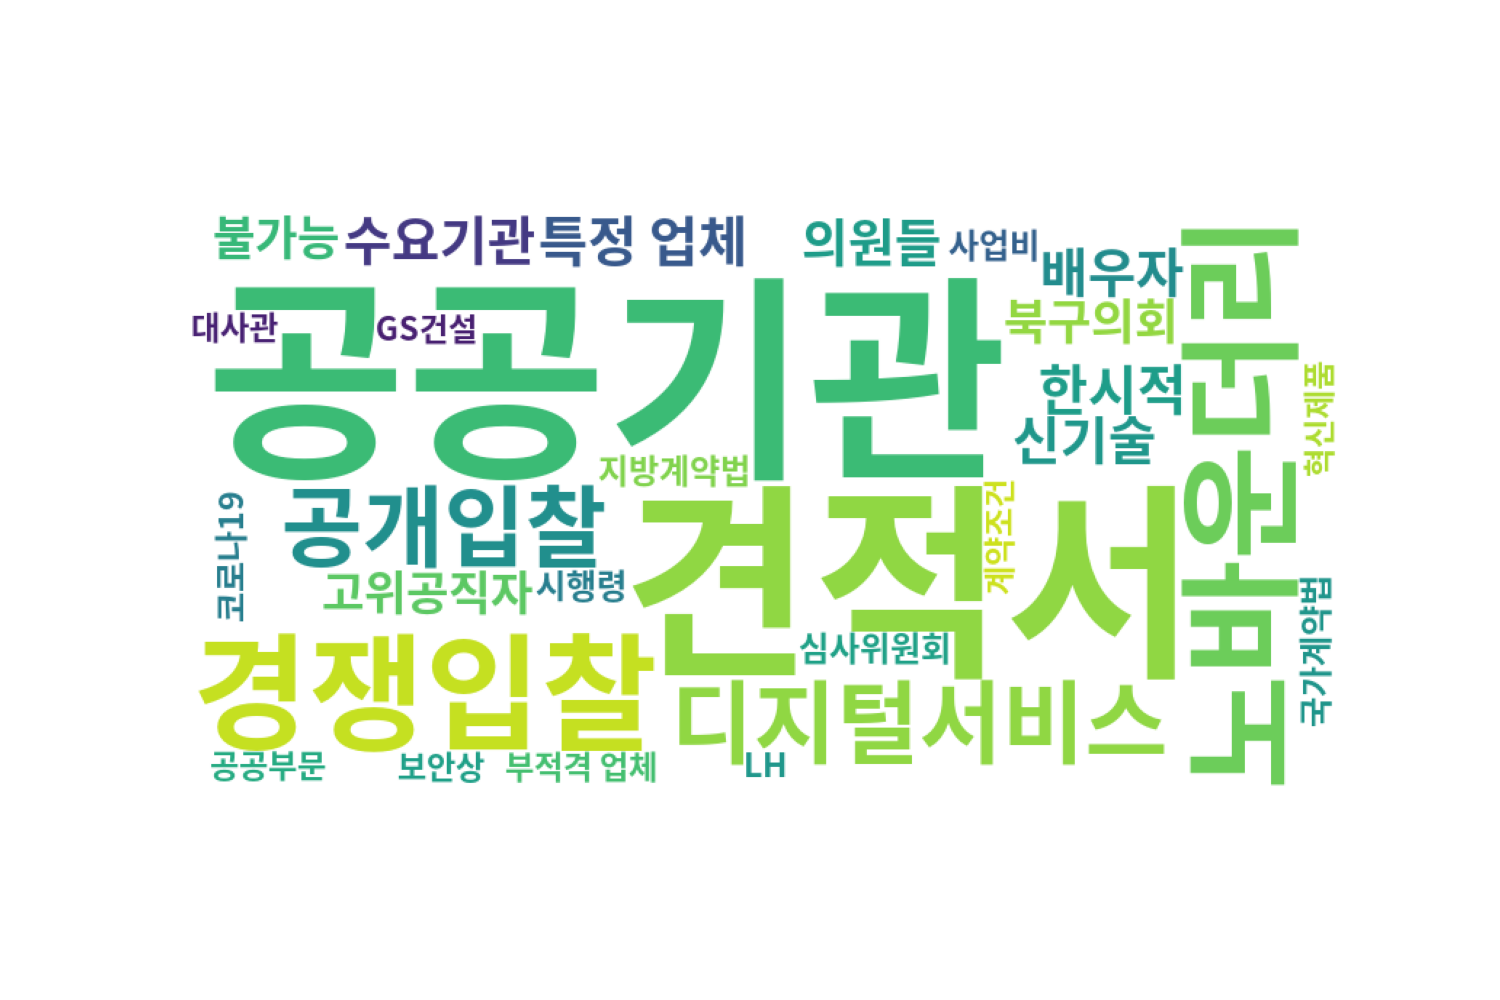 불가능
수요기관
특정 업체
의원들
사업비
배우자
대사관
GS건설
공공기관
북구의회
한시적
신기술
노바운더리
혁신제품
지방계약법
공개입찰
견적서
계약조건
코로나19
고위공직자
시행령
국가계약법
경쟁입찰
심사위원회
디지털서비스
공공부문
보안상
부적격 업체
LH